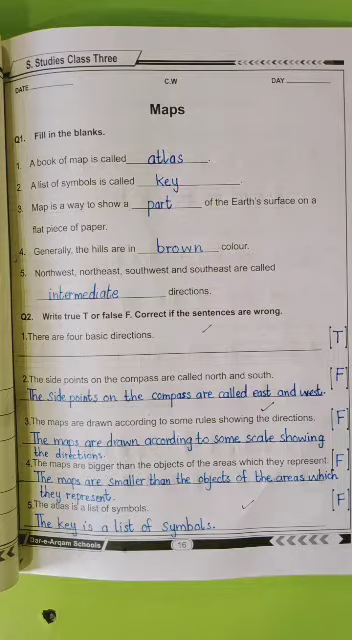 S. Studies Class Three
DATE
C.W
DAY
Maps
Q1. Fill in the blanks.
1. A book of map is called atlas.
2. A list of symbols is called key.
3. Map is a way to show a part of the Earth's surface on a
flat piece of paper.
4. Generally, the hills are in brown colour.
5. Northwest, northeast, southwest and southeast are called
intermediate directions.
Q2. Write true T or false F. Correct if the sentences are wrong.
1.There are four basic directions. [T]
2.The side points on the compass are called north and south. [F]
The side points on the compass are called east and west.
3.The maps are drawn according to some rules showing the directions. [F]
The maps are drawn according to some scale showing
the directions.
4.The maps are bigger than the objects of the areas which they represent. [F]
The maps are smaller than the objects of the areas which
they represent.
5.The atlas is a list of symbols. [F]
The key is a list of symbols.
Dar-e-Arqam Schools
16